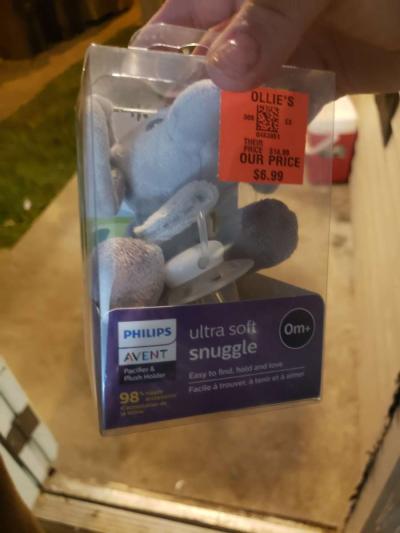 OLLIE'S
THEIR
PRICE $14.99
OUR PRICE
$6.99
PHILIPS
AVENT
Pacifier &
Plush Holder
ultra soft
snuggle
0m+
Easy to find, hold and love
Facile à trouver, à tenir et à aimer
98%